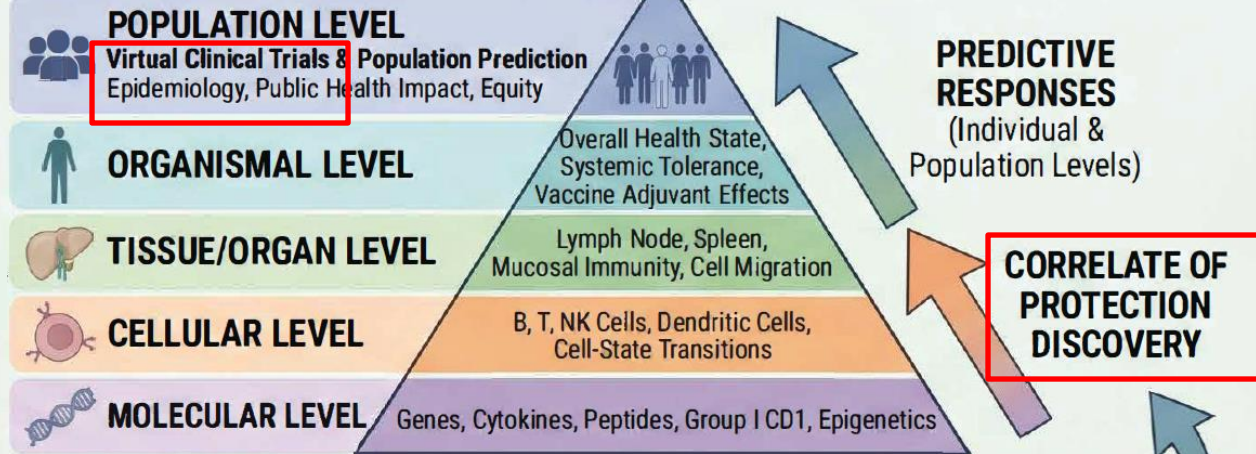 POPULATION LEVEL
Virtual Clinical Trials & Population Prediction
Epidemiology, Public Health Impact, Equity
ORGANISMAL LEVEL
Overall Health State,
Systemic Tolerance,
Vaccine Adjuvant Effects
TISSUE/ORGAN LEVEL
Lymph Node, Spleen,
Mucosal Immunity, Cell Migration
CELLULAR LEVEL
B, T, NK Cells, Dendritic Cells,
Cell-State Transitions
MOLECULAR LEVEL
Genes, Cytokines, Peptides, Group I CD1, Epigenetics
PREDICTIVE
RESPONSES
(Individual &
Population Levels)
CORRELATE OF
PROTECTION
DISCOVERY